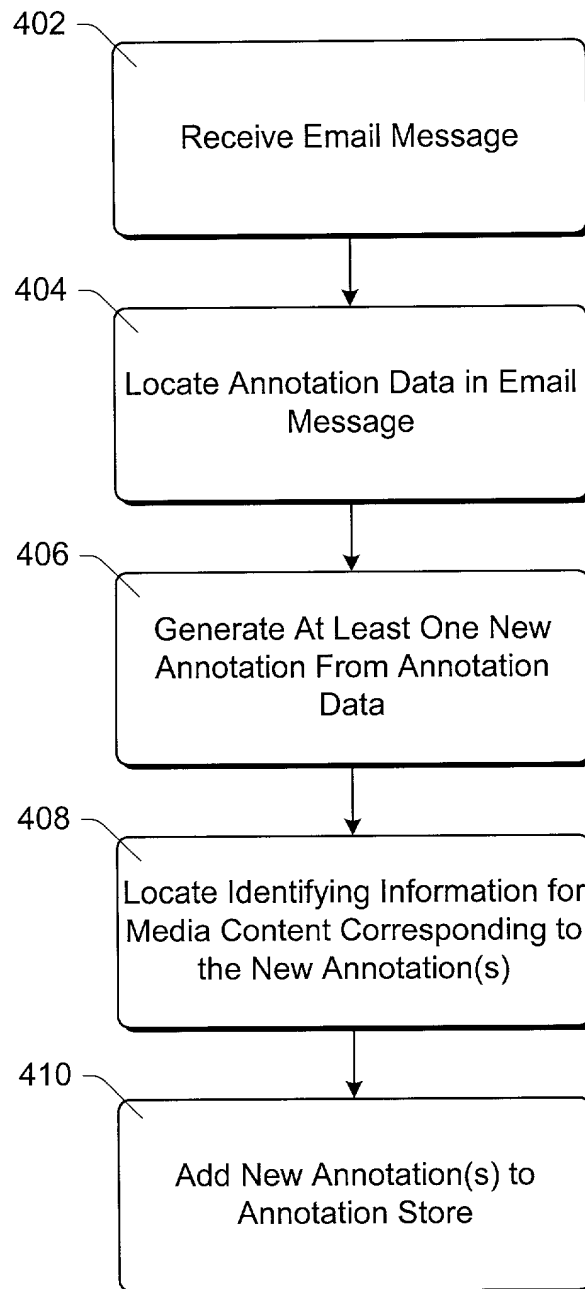 402
Receive Email Message
404
Locate Annotation Data in Email
Message
406
Generate At Least One New
Annotation From Annotation
Data
408
Locate Identifying Information for
Media Content Corresponding to
the New Annotation(s)
410
Add New Annotation(s) to
Annotation Store